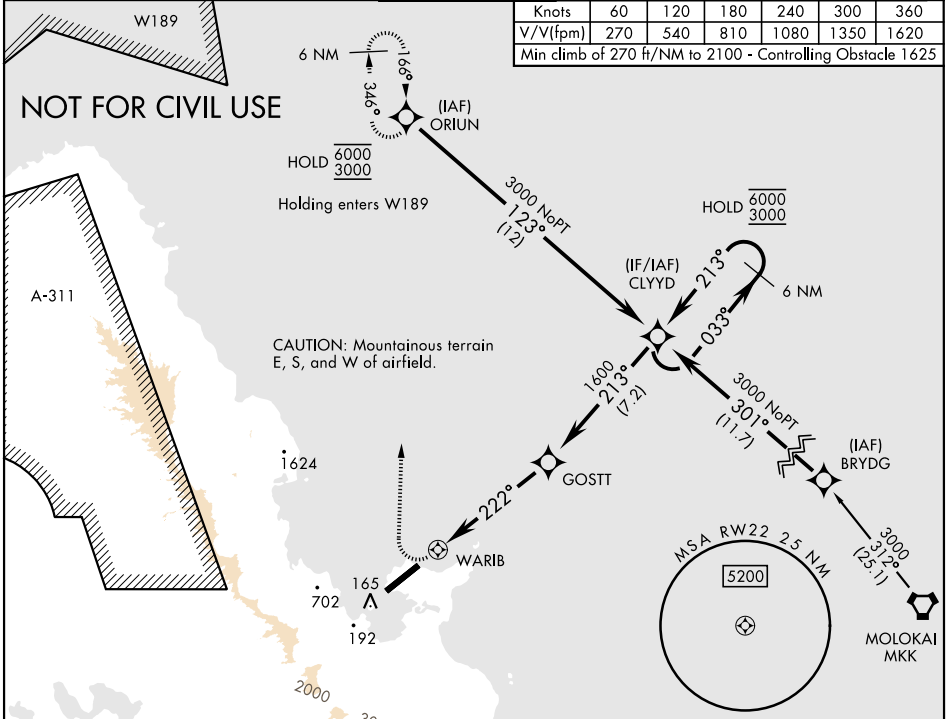 Knots 60 120 180 240 300 360
V/V(fpm) 270 540 810 1080 1350 1620
Min climb of 270 ft/NM to 2100 - Controlling Obstacle 1625
W189
NOT FOR CIVIL USE
6 NM
166°
346°
(IAF)
ORIUN
HOLD 6000
3000
Holding enters W189
3000 NoPT
123°
(12)
HOLD 6000
3000
(IF/IAF)
CLYYD
213°
6 NM
033°
A-311
CAUTION: Mountainous terrain
E, S, and W of airfield.
1600
213°
(7.2)
3000 NoPT
301°
(11.7)
(IAF)
BRYDG
1624
GOSTT
222°
WARIB
3000
312°
(25.1)
MSA RW22 25 NM
5200
165
702
192
MOLOKAI
MKK
2000